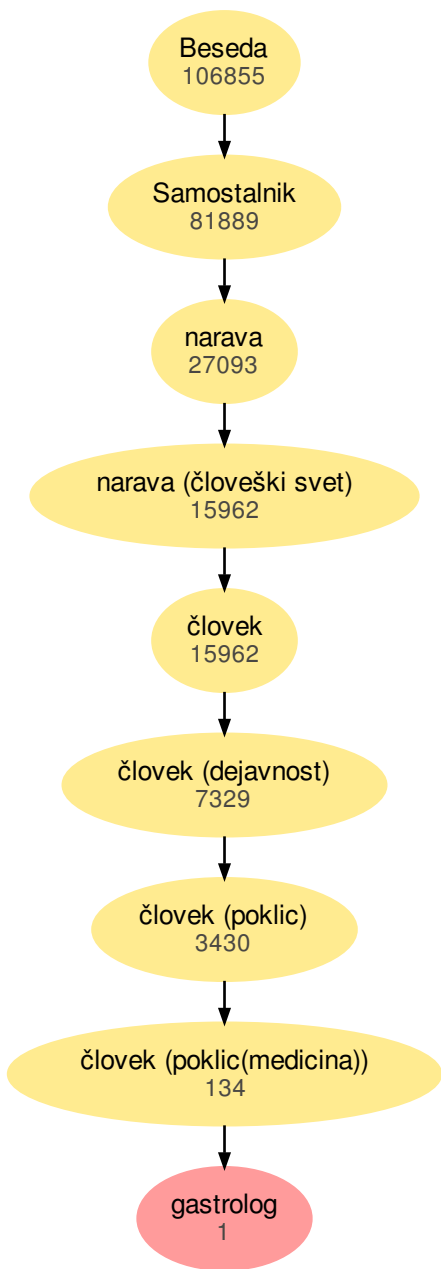 Beseda
106855
Samostalnik
81889
narava
27093
narava (človeški svet)
15962
človek
15962
človek (dejavnost)
7329
človek (poklic)
3430
človek (poklic(medicina))
134
gastrolog
1